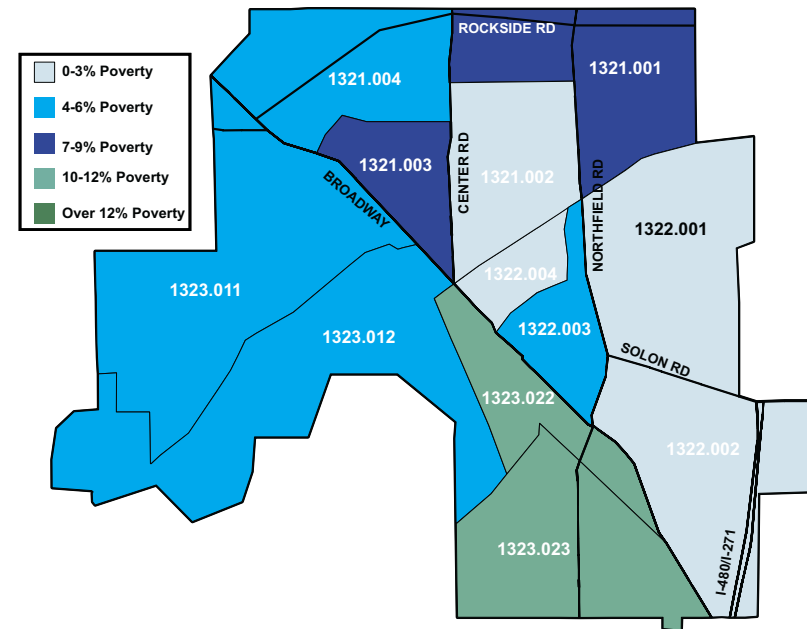 ROCKSIDE RD
0-3% Poverty
4-6% Poverty
7-9% Poverty
10-12% Poverty
Over 12% Poverty
1321.004
1321.001
1321.003
CENTER RD
1321.002
BROADWAY
NORTHFIELD RD
1322.001
1322.004
1323.011
1323.012
1322.003
SOLON RD
1323.022
1322.002
1323.023
I-480/I-271